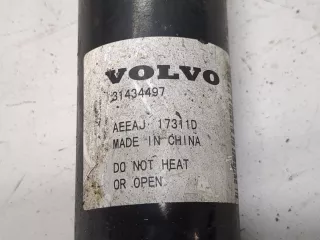 VOLVO
31434497
AEEAJ 17311D
MADE IN CHINA
DO NOT HEAT
OR OPEN